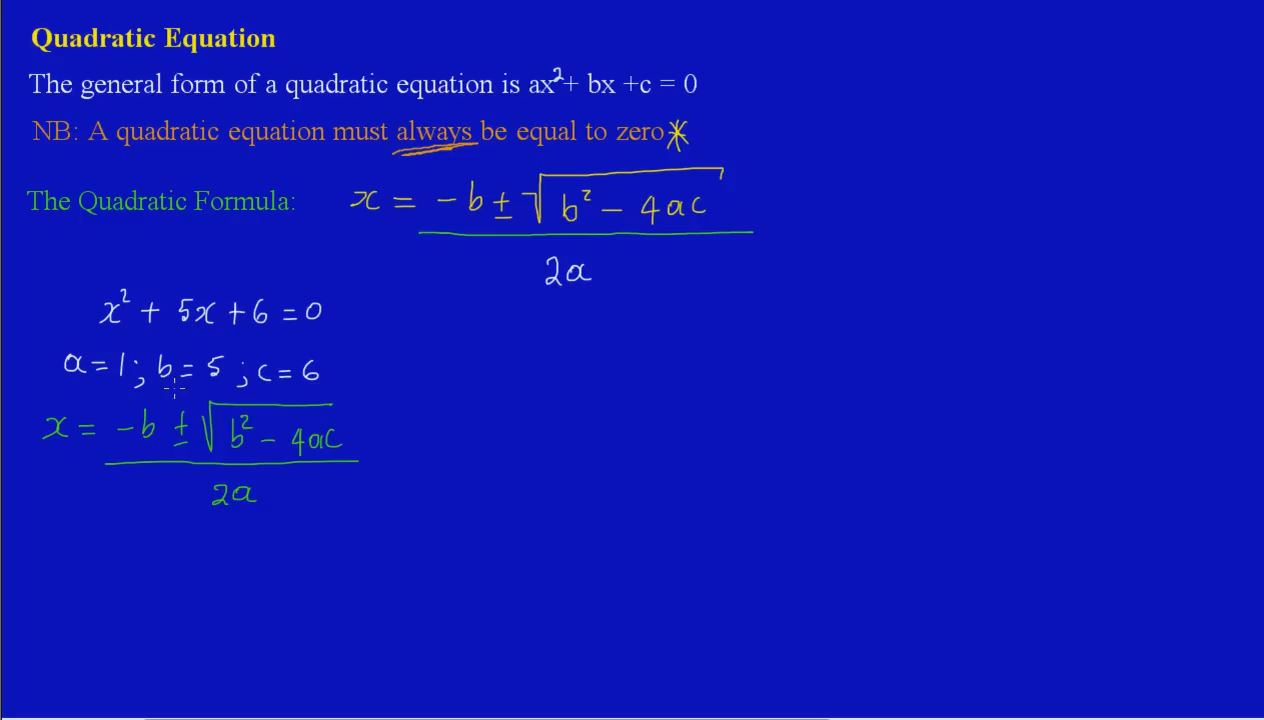 Quadratic Equation
The general form of a quadratic equation is ax²+ bx +c = 0
NB: A quadratic equation must always be equal to zero*
The Quadratic Formula: x = -b ± √b² - 4ac
2a
x² + 5x + 6 = 0
a = 1; b = 5 ; c = 6
x = -b ± √b² - 4ac
2a